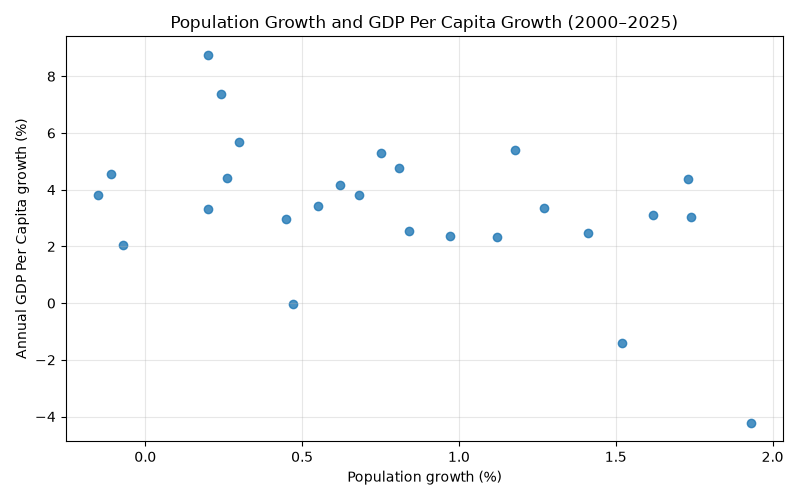 Population Growth and GDP Per Capita Growth (2000–2025)
Annual GDP Per Capita growth (%)
8
6
4
2
0
−2
−4
0.0 0.5 1.0 1.5 2.0
Population growth (%)